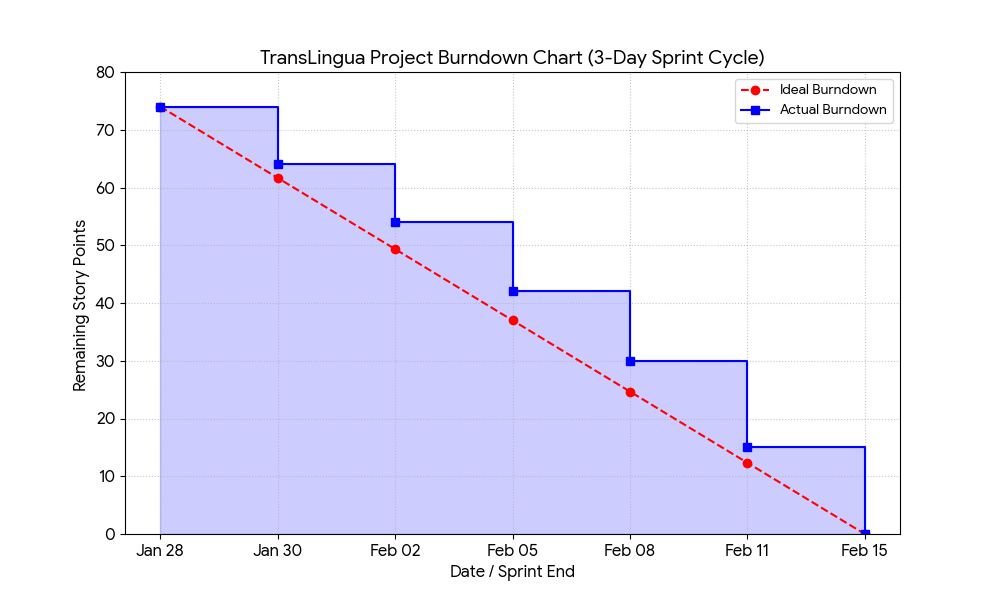 TransLingua Project Burndown Chart (3-Day Sprint Cycle)
Ideal Burndown
Actual Burndown
Remaining Story Points
80
70
60
50
40
30
20
10
0
Jan 28 Jan 30 Feb 02 Feb 05 Feb 08 Feb 11 Feb 15
Date / Sprint End